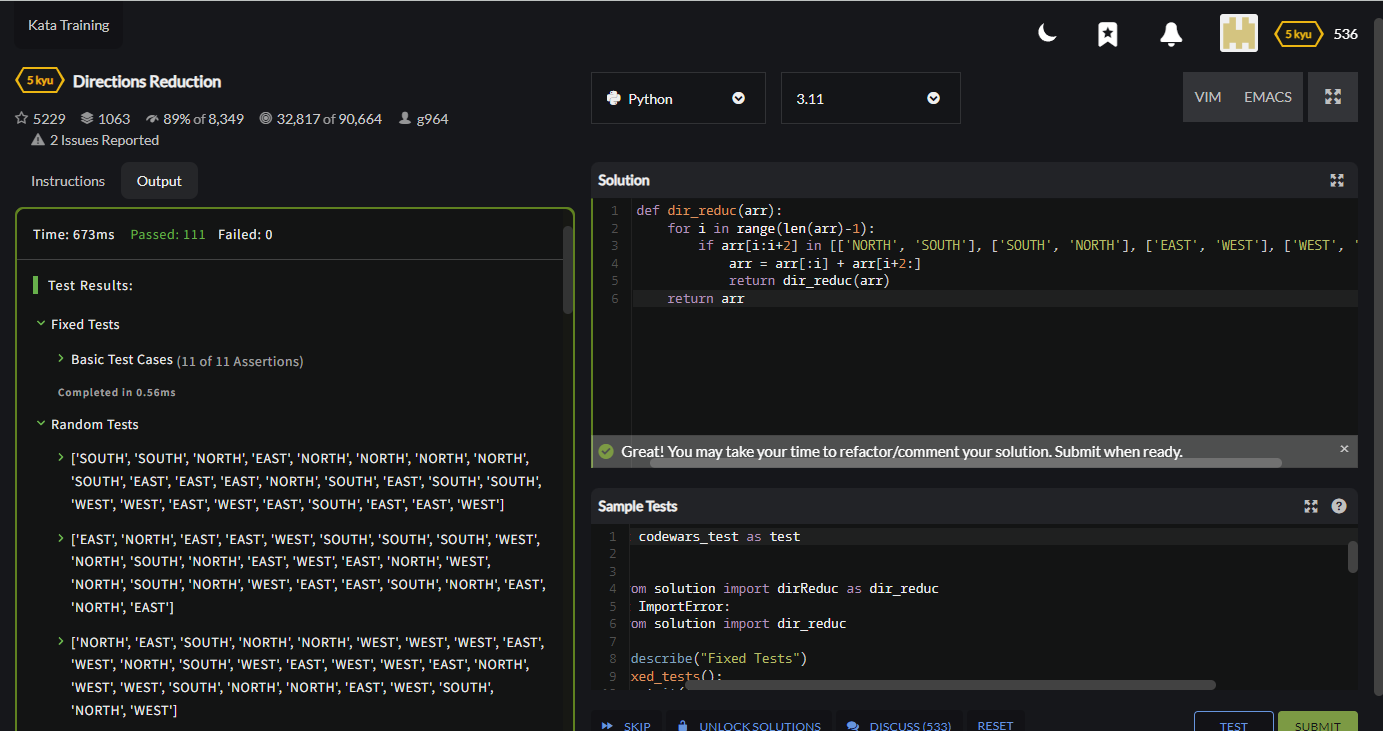 Kata Training
5 kyu 536
5 kyu Directions Reduction
5229 1063 89% of 8,349 32,817 of 90,664 g964
2 Issues Reported
Instructions Output
Time: 673ms Passed: 111 Failed: 0
Test Results:
Fixed Tests
Basic Test Cases (11 of 11 Assertions)
Completed in 0.56ms
Random Tests
['SOUTH', 'SOUTH', 'NORTH', 'EAST', 'NORTH', 'NORTH', 'NORTH', 'NORTH',
'SOUTH', 'EAST', 'EAST', 'EAST', 'NORTH', 'SOUTH', 'EAST', 'SOUTH', 'SOUTH',
'WEST', 'WEST', 'EAST', 'WEST', 'EAST', 'SOUTH', 'EAST', 'EAST', 'WEST']
['EAST', 'NORTH', 'EAST', 'EAST', 'WEST', 'SOUTH', 'SOUTH', 'SOUTH', 'WEST',
'NORTH', 'SOUTH', 'NORTH', 'EAST', 'WEST', 'EAST', 'NORTH', 'WEST',
'NORTH', 'SOUTH', 'NORTH', 'WEST', 'EAST', 'EAST', 'SOUTH', 'NORTH', 'EAST',
'NORTH', 'EAST']
['NORTH', 'EAST', 'SOUTH', 'NORTH', 'NORTH', 'WEST', 'WEST', 'WEST', 'EAST',
'WEST', 'NORTH', 'SOUTH', 'WEST', 'EAST', 'WEST', 'WEST', 'EAST', 'NORTH',
'WEST', 'WEST', 'SOUTH', 'NORTH', 'NORTH', 'EAST', 'WEST', 'SOUTH',
'NORTH', 'WEST']
Python 3.11 VIM EMACS
Solution
1 def dir_reduc(arr):
2 for i in range(len(arr)-1):
3 if arr[i:i+2] in [['NORTH', 'SOUTH'], ['SOUTH', 'NORTH'], ['EAST', 'WEST'], ['WEST', '
4 arr = arr[:i] + arr[i+2:]
5 return dir_reduc(arr)
6 return arr
Great! You may take your time to refactor/comment your solution. Submit when ready.
Sample Tests
1 codewars_test as test
2
3
4 om solution import dirReduc as dir_reduc
5 ImportError:
6 om solution import dir_reduc
7
8 describe("Fixed Tests")
9 xed_tests():
SKIP UNLOCK SOLUTIONS DISCUSS (533) RESET TEST SUBMIT